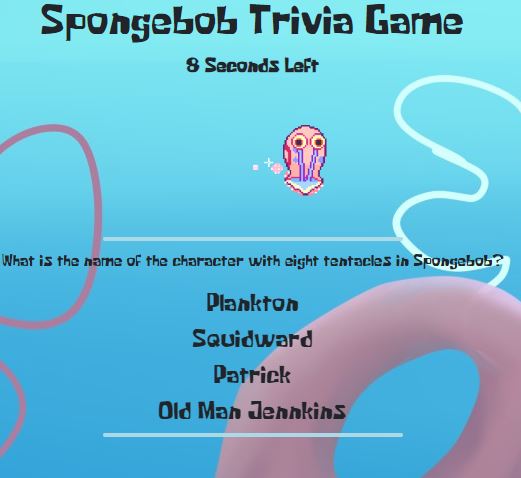 Spongebob Trivia Game
8 Seconds Left
What is the name of the character with eight tentacles in Spongebob?
Plankton
Squidward
Patrick
Old Man Jennkins